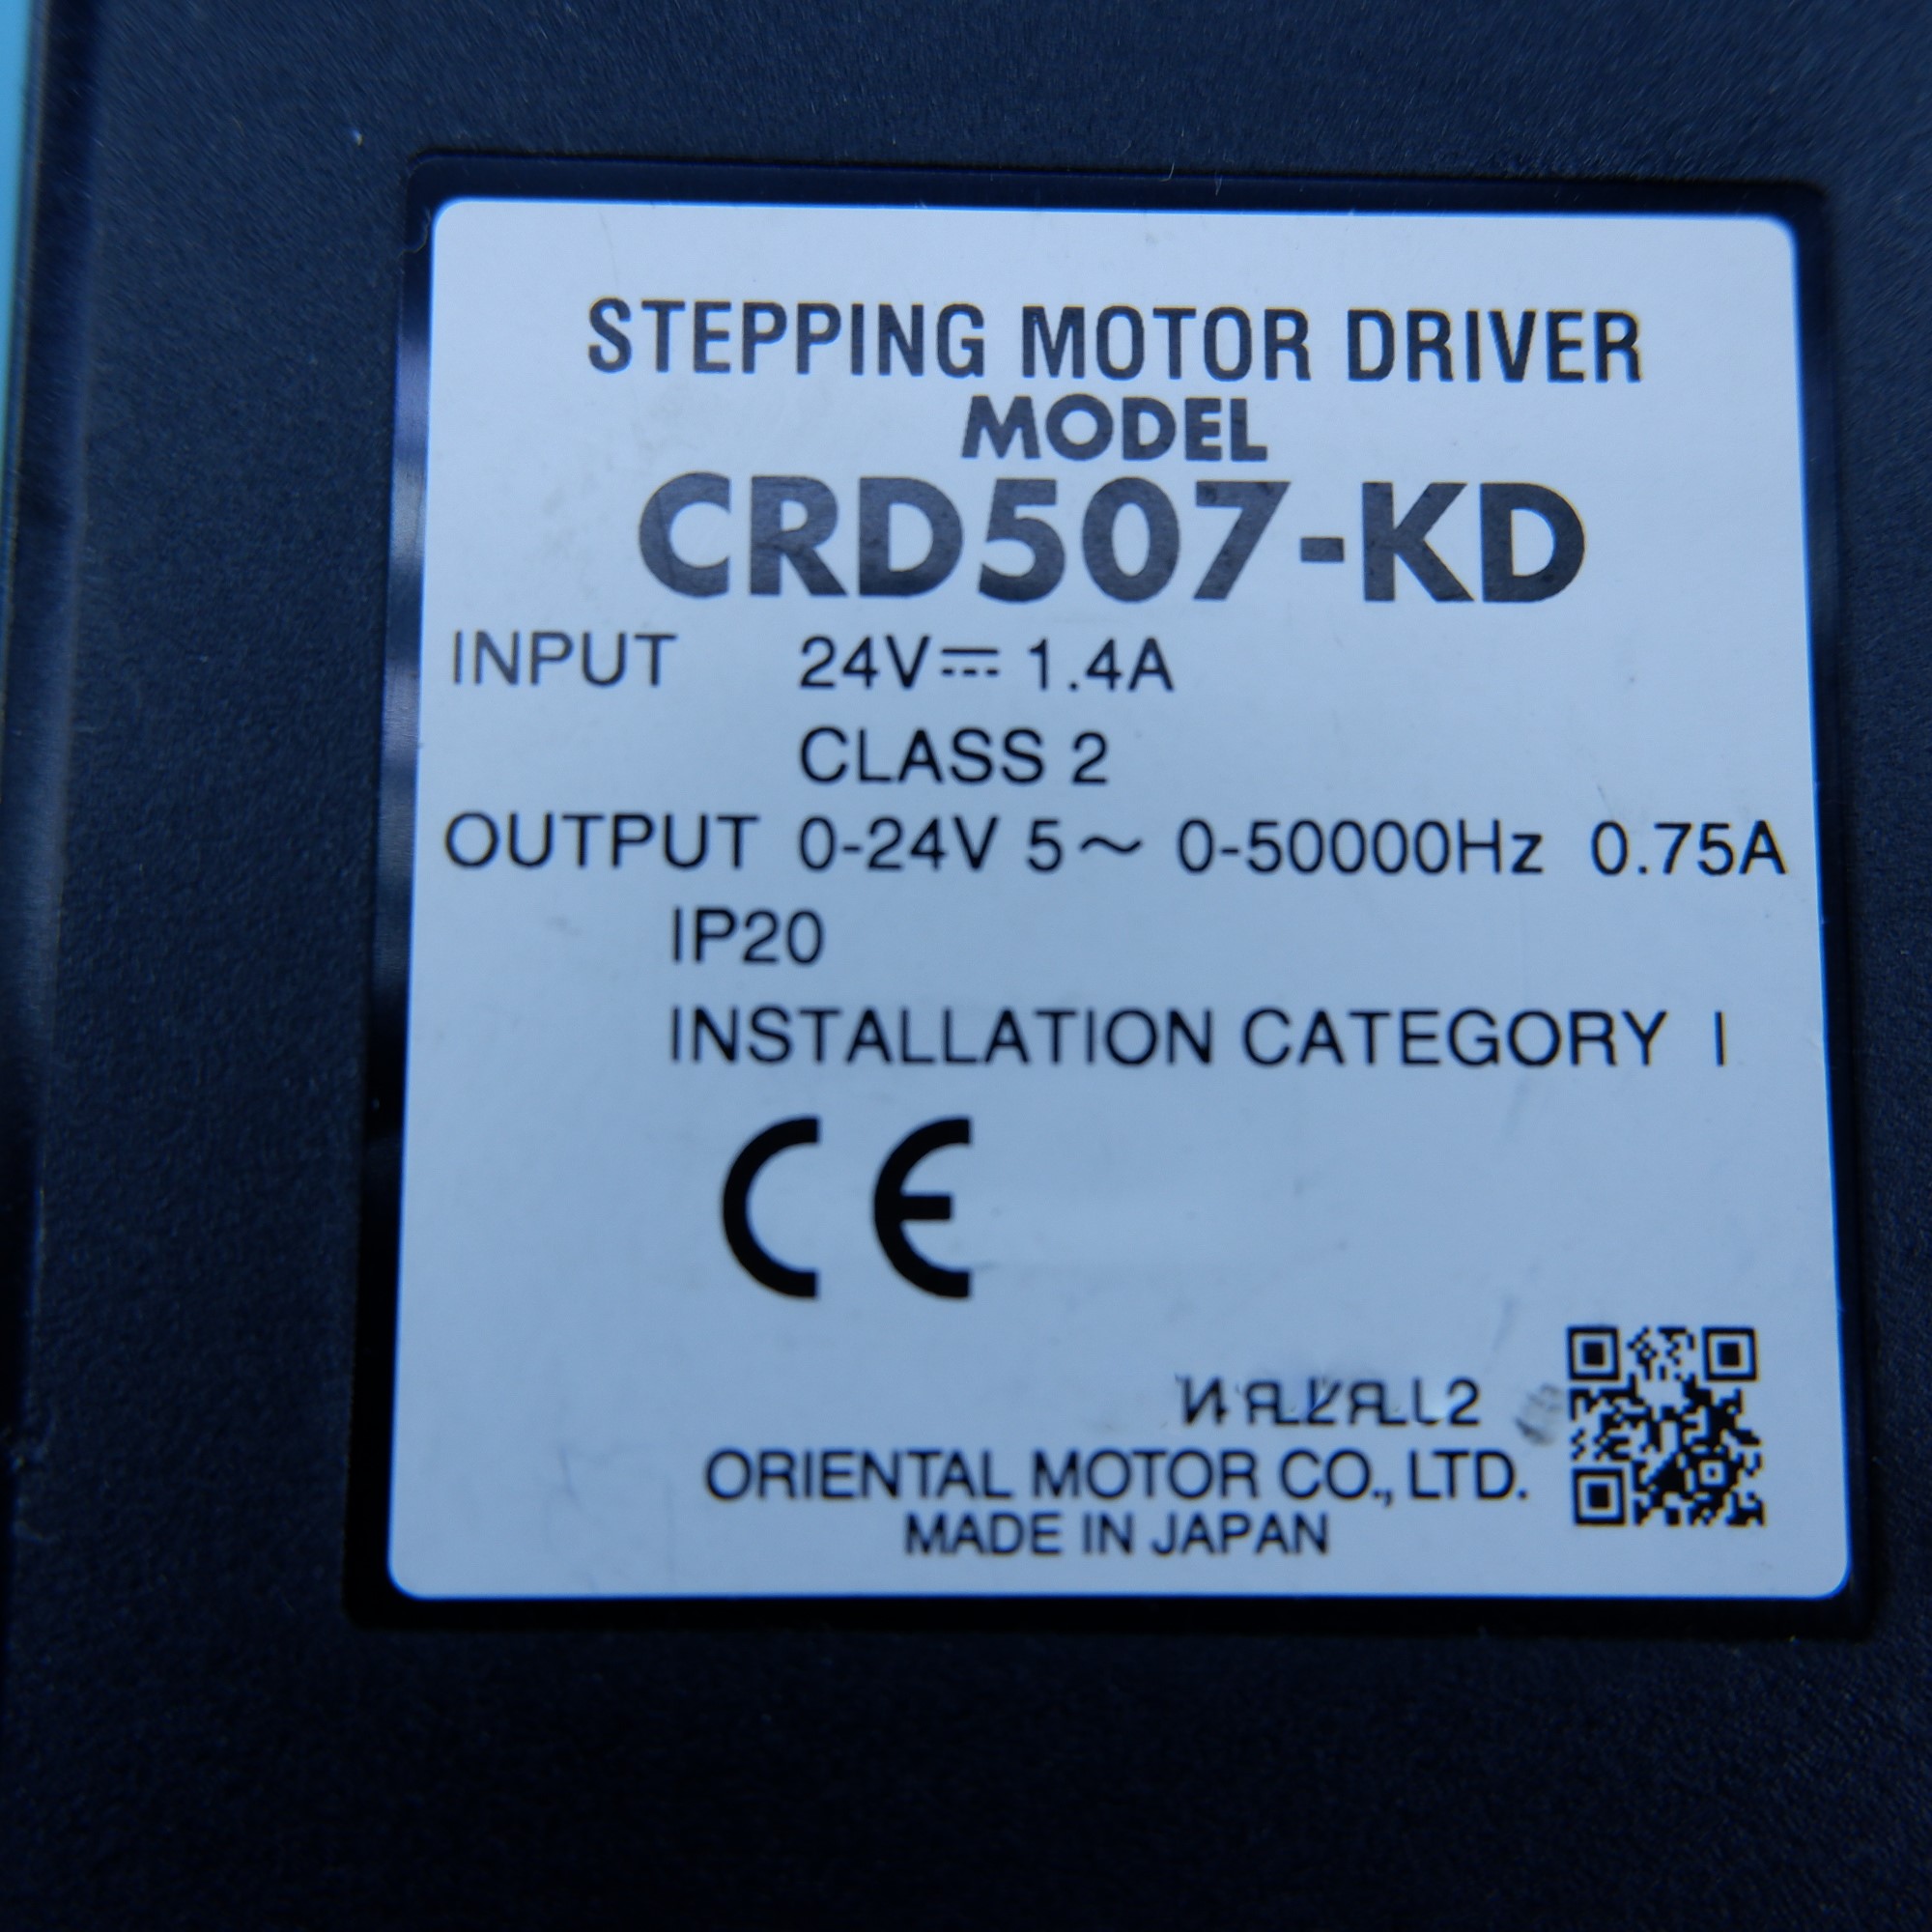 STEPPING MOTOR DRIVER
MODEL
CRD507-KD
INPUT 24V⎓ 1.4A
CLASS 2
OUTPUT 0-24V 5～ 0-50000Hz 0.75A
IP20
INSTALLATION CATEGORY I
CE
ORIENTAL MOTOR CO., LTD.
MADE IN JAPAN